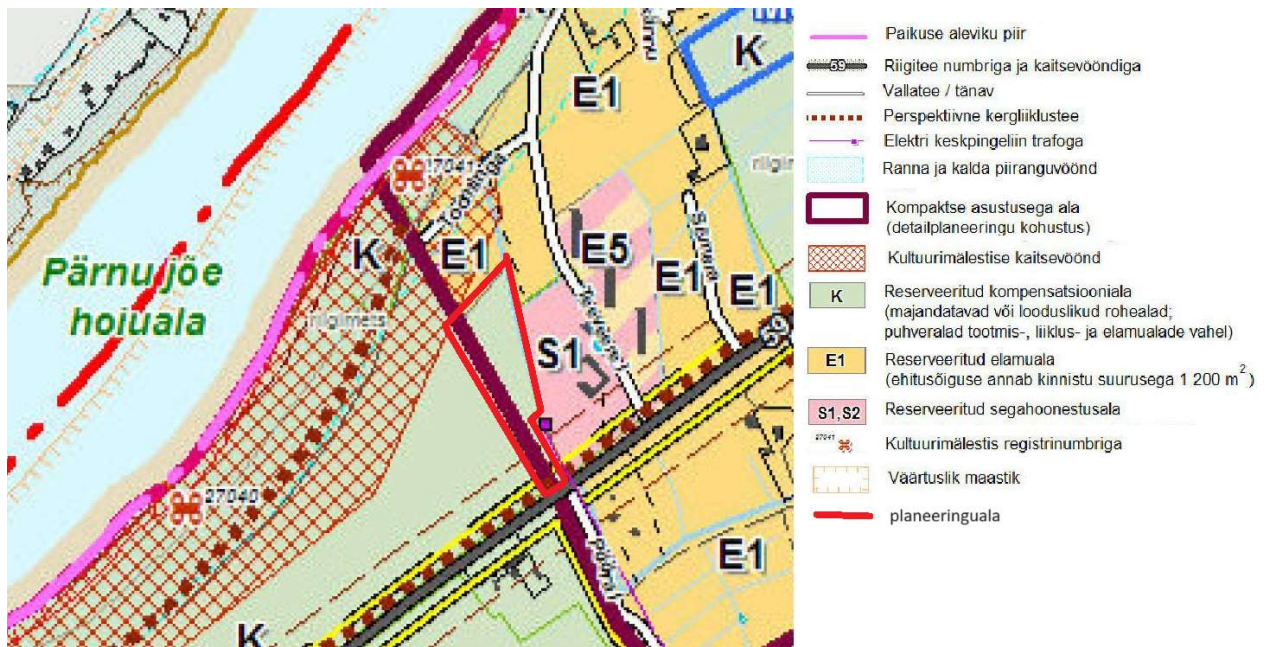 K
E1
K
17041
K
E1
E5
E1
E1
S1
Pärnu jõe
hoiuala
riigimets
59
27040
E1
K
Paikuse aleviku piir
59 Riigitee numbriga ja kaitsevööndiga
Vallatee / tänav
Perspektiivne kergliiklustee
Elektri keskpingeliin trafoga
Ranna ja kalda piiranguvöönd
Kompaktse asustusega ala
(detailplaneeringu kohustus)
Kultuurimälestise kaitsevöönd
K Reserveeritud kompensatsiooniala
(majandatavad või looduslikud rohealad;
puhveralad tootmis-, liiklus- ja elamualade vahel)
E1 Reserveeritud elamuala
(ehitusõiguse annab kinnistu suurusega 1 200 m²)
S1,S2 Reserveeritud segahoonestusala
27041 Kultuurimälestis registrinumbriga
Väärtuslik maastik
planeeringuala